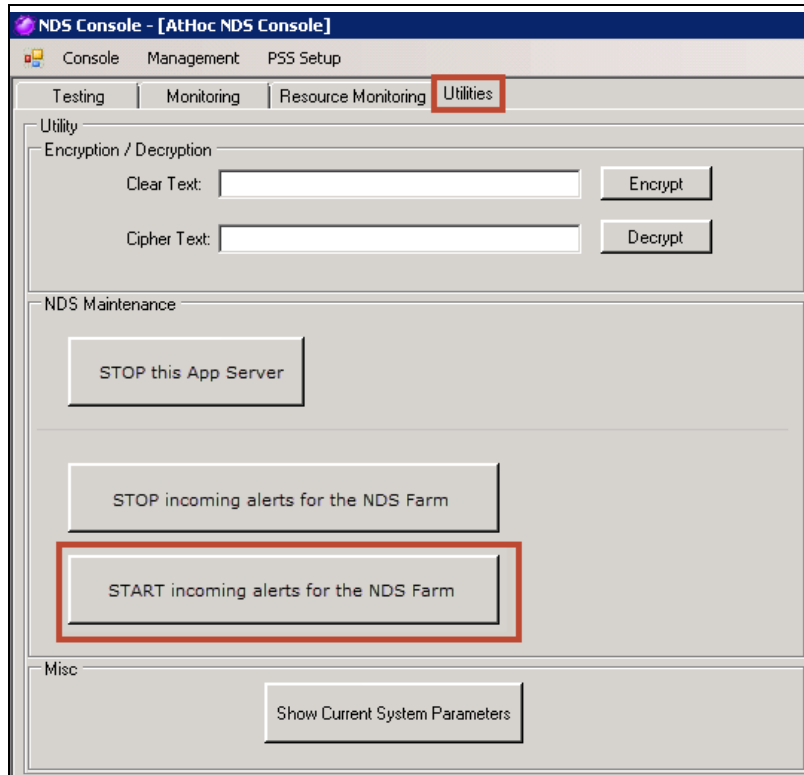 NDS Console - [AtHoc NDS Console]
Console Management PSS Setup
Testing Monitoring Resource Monitoring Utilities
Utility
Encryption / Decryption
Clear Text: Encrypt
Cipher Text: Decrypt
NDS Maintenance
STOP this App Server
STOP incoming alerts for the NDS Farm
START incoming alerts for the NDS Farm
Misc
Show Current System Parameters